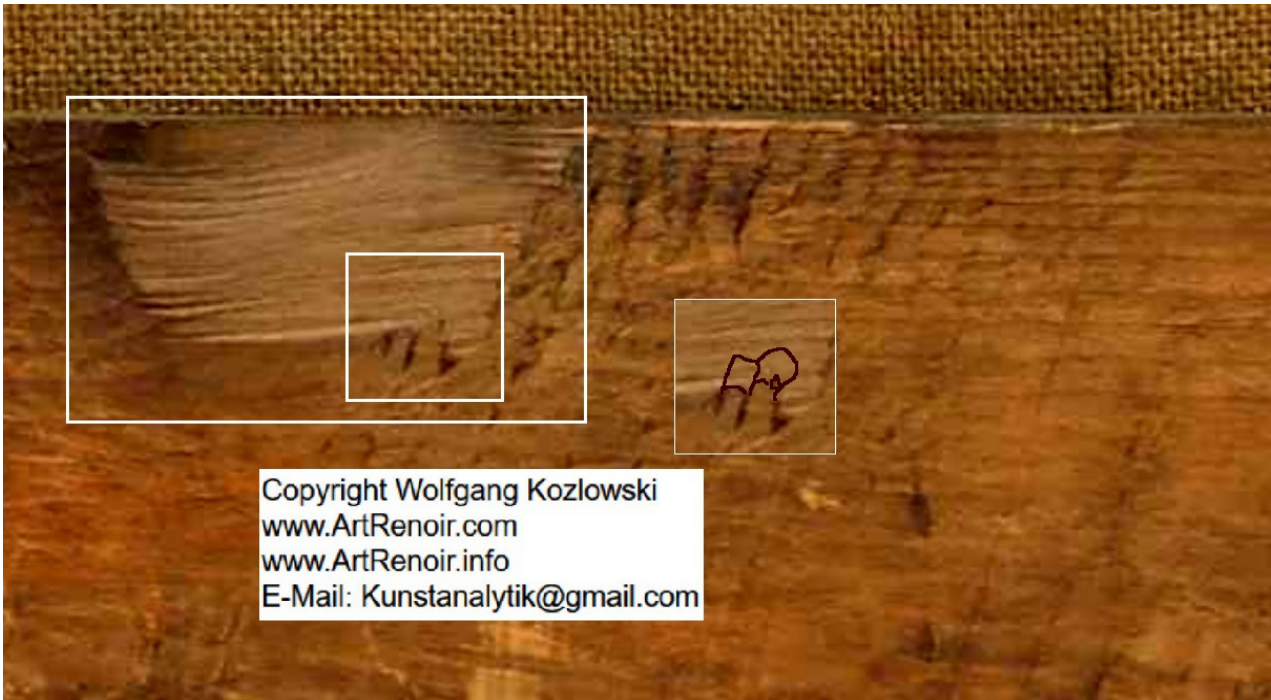 Copyright Wolfgang Kozlowski
www.ArtRenoir.com
www.ArtRenoir.info
E-Mail: Kunstanalytik@gmail.com